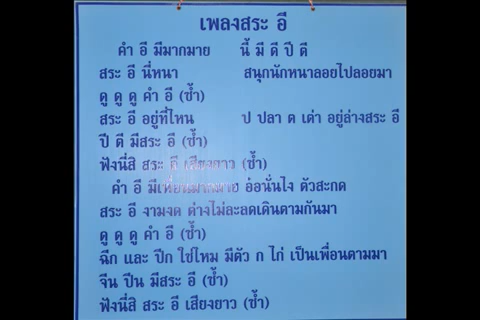 เพลงสระ อี
คำ อี มีมากมาย นี้ มี ดี ปี ตี
สระ อี นี่หนา สนุกนักหนาลอยไปลอยมา
ดู ดู ดู คำ อี (ซ้ำ)
สระ อี อยู่ที่ไหน ป ปลา ต เต่า อยู่ล่างสระ อี
ปี ตี มีสระ อี (ซ้ำ)
ฟังนี่สิ สระ อี เสียงยาว (ซ้ำ)
คำ อี มีเพื่อนมากมาย อ่อนั่นไง ตัวสะกด
สระ อี งามงด ต่างไม่ละลดเดินตามกันมา
ดู ดู ดู คำ อี (ซ้ำ)
ฉีก และ ปีก ใช่ไหม มีตัว ก ไก่ เป็นเพื่อนตามมา
จีน ปีน มีสระ อี (ซ้ำ)
ฟังนี่สิ สระ อี เสียงยาว (ซ้ำ)